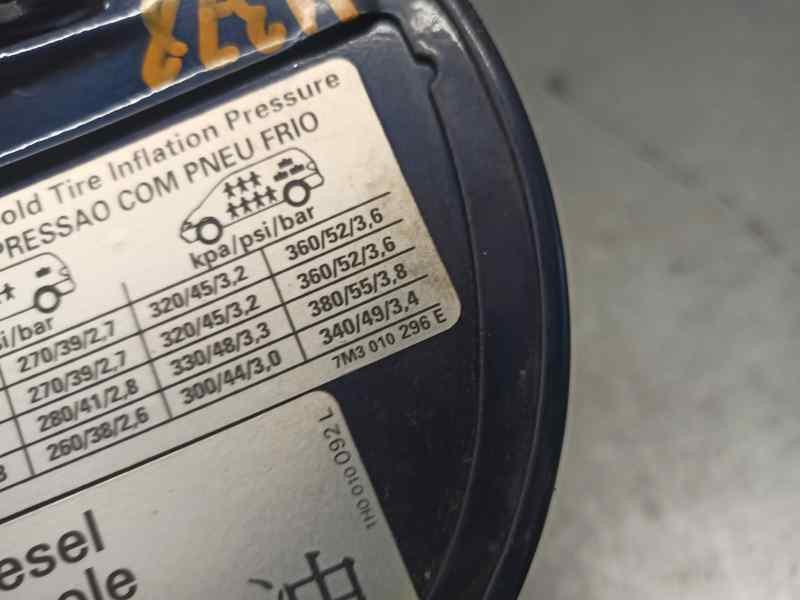 old Tire Inflation Pressure
PRESSAO COM PNEU FRIO
si/bar
kpa/psi/bar
270/39/2,7 320/45/3,2 360/52/3,6
270/39/2,7 320/45/3,2 360/52/3,6
280/41/2,8 330/48/3,3 380/55/3,8
260/38/2,6 300/44/3,0 340/49/3,4
7M3 010 296 E
1H0 010 092 L
esel
ole
油